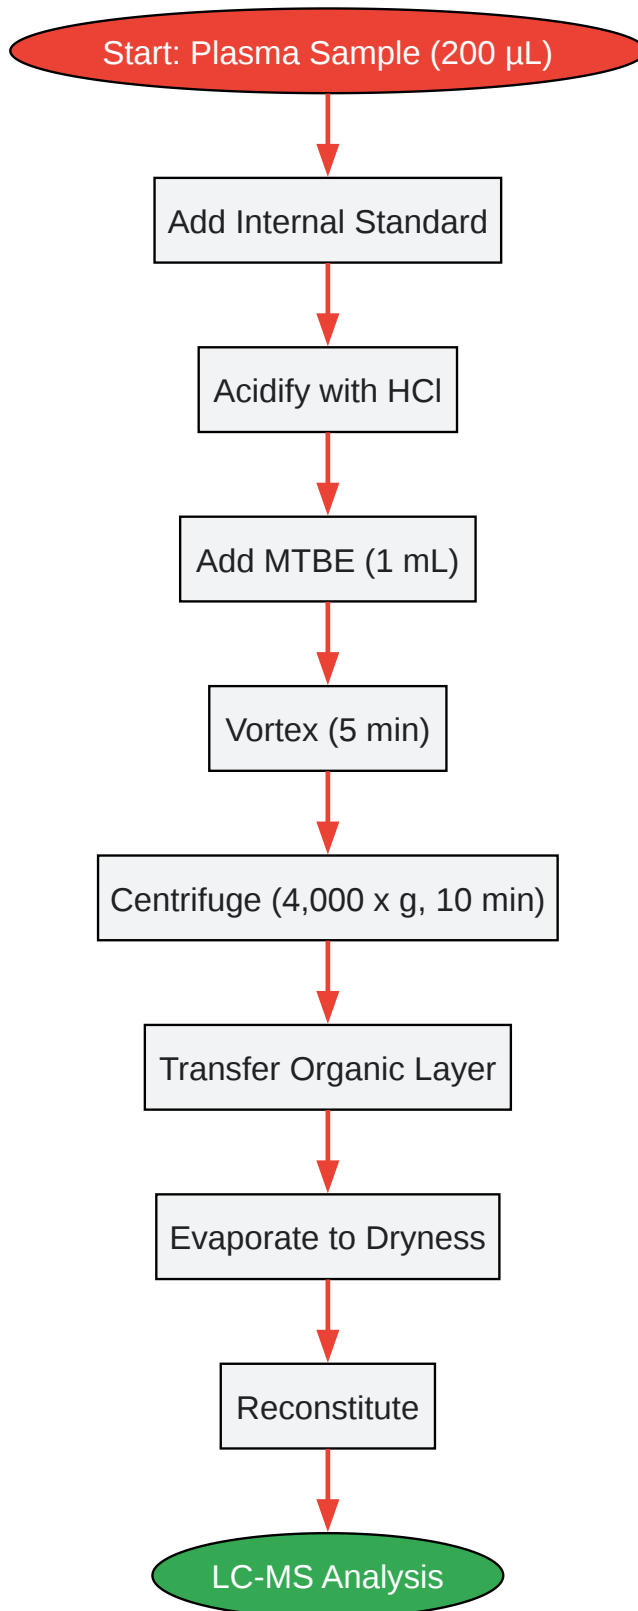 Start: Plasma Sample (200 µL)
Add Internal Standard
Acidify with HCl
Add MTBE (1 mL)
Vortex (5 min)
Centrifuge (4,000 x g, 10 min)
Transfer Organic Layer
Evaporate to Dryness
Reconstitute
LC-MS Analysis